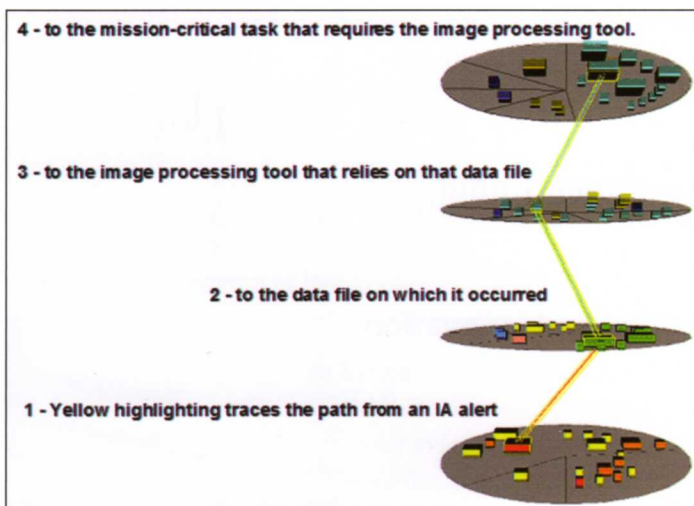 4 - to the mission-critical task that requires the image processing tool.
3 - to the image processing tool that relies on that data file
2 - to the data file on which it occurred
1 - Yellow highlighting traces the path from an IA alert